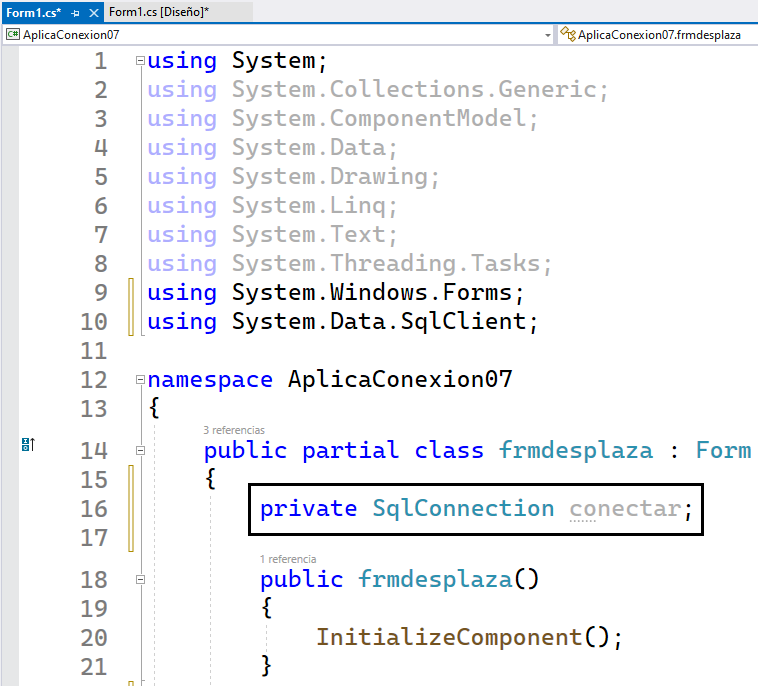 Form1.cs* Form1.cs [Diseño]*
C# AplicaConexion07 AplicaConexion07.frmdesplaza
1 using System;
2 using System.Collections.Generic;
3 using System.ComponentModel;
4 using System.Data;
5 using System.Drawing;
6 using System.Linq;
7 using System.Text;
8 using System.Threading.Tasks;
9 using System.Windows.Forms;
10 using System.Data.SqlClient;
11
12 namespace AplicaConexion07
13 {
3 referencias
14 public partial class frmdesplaza : Form
15 {
16 private SqlConnection conectar;
17
1 referencia
18 public frmdesplaza()
19 {
20 InitializeComponent();
21 }